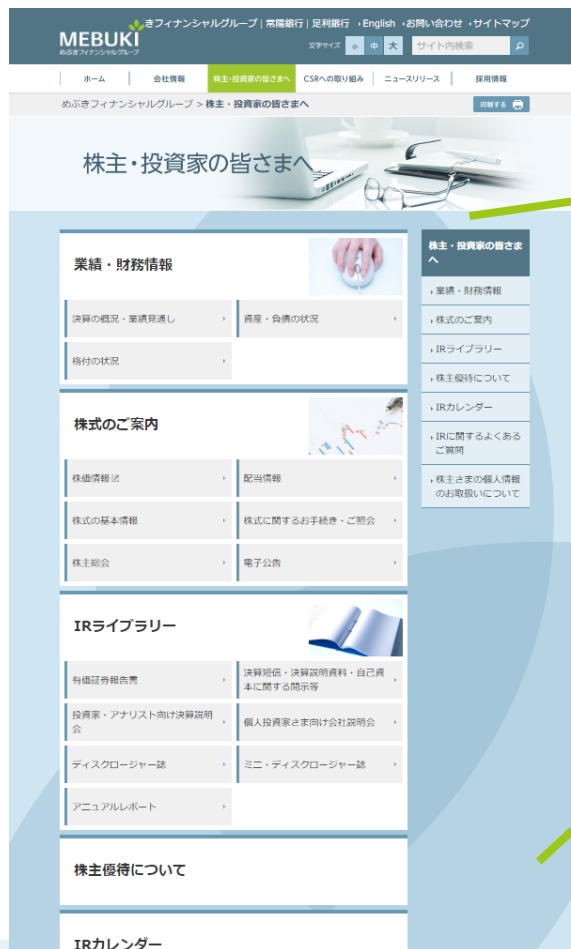 きフィナンシャルグループ | 常陽銀行 | 足利銀行 ›English ›お問い合わせ ›サイトマップ
MEBUKI
めぶきフィナンシャルグループ
文字サイズ 小 中 大 サイト内検索
ホーム 会社情報 株主・投資家の皆さまへ CSRへの取り組み ニュースリリース 採用情報
めぶきフィナンシャルグループ > 株主・投資家の皆さまへ
印刷する
株主・投資家の皆さまへ
業績・財務情報
決算の概況・業績見通し
資産・負債の状況
格付の状況
株式のご案内
株価情報
配当情報
株式の基本情報
株式に関するお手続き・ご照会
株主総会
電子公告
IRライブラリー
有価証券報告書
決算短信・決算説明資料・自己資
本に関する開示等
投資家・アナリスト向け決算説明
会
個人投資家さま向け会社説明会
ディスクロージャー誌
ミニ・ディスクロージャー誌
アニュアルレポート
株主優待について
IRカレンダー
株主・投資家の皆さま
へ
業績・財務情報
株式のご案内
IRライブラリー
株主優待について
IRカレンダー
IRに関するよくある
ご質問
株主さまの個人情報
のお取扱いについて